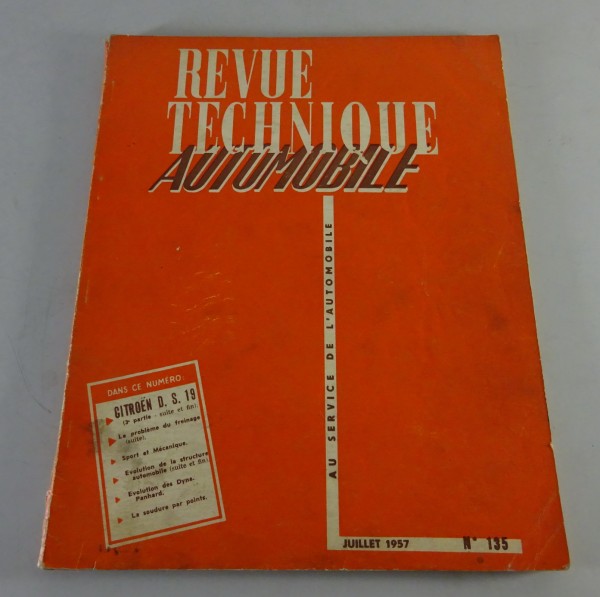 REVUE
TECHNIQUE
AUTOMOBILE
AU SERVICE DE L'AUTOMOBILE
DANS CE NUMÉRO:
CITROËN D. S. 19
(2e partie - suite et fin)
Le problème du freinage
(suite).
Sport et Mécanique.
Evolution de la structure
automobile (suite et fin)
Evolution des Dyna-
Panhard.
La soudure par points.
JUILLET 1957
N° 135